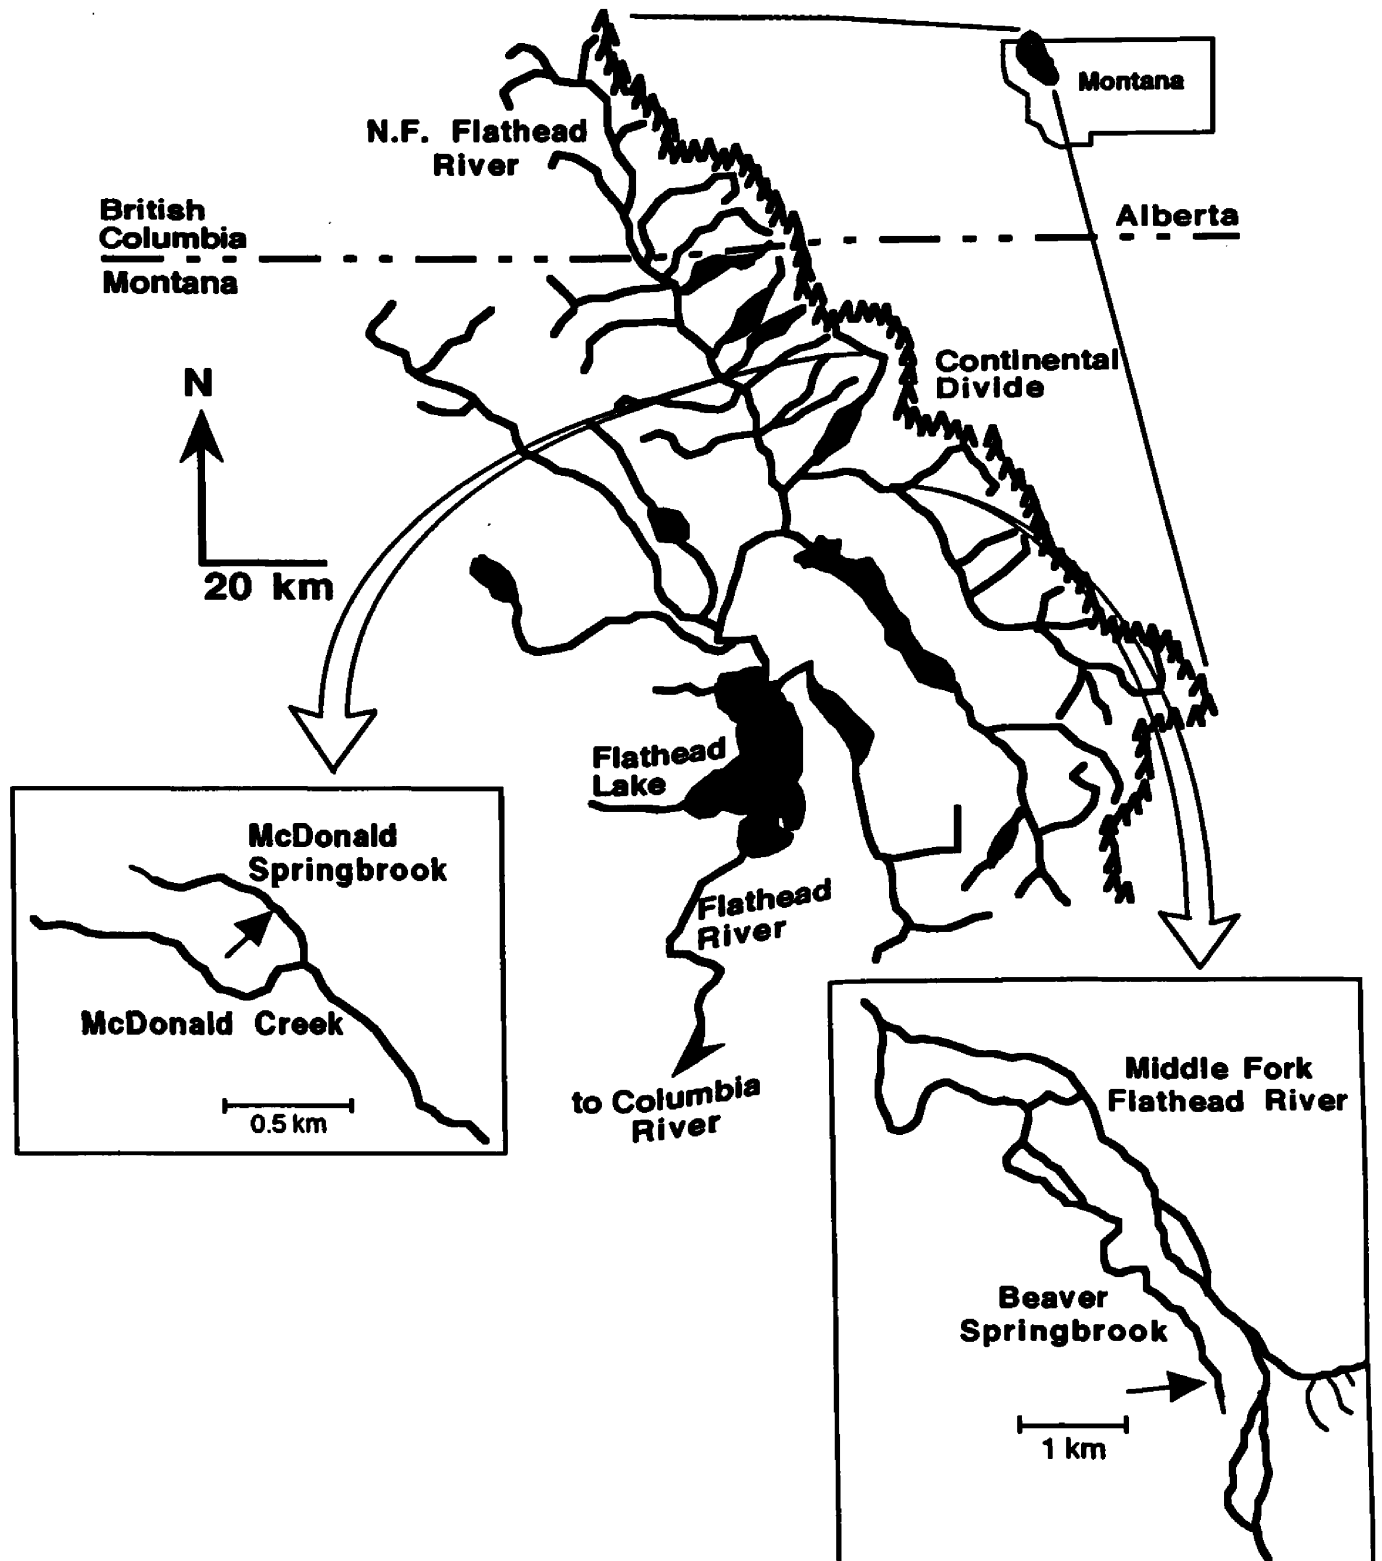 Montana
N.F. Flathead
River
British
Columbia
Alberta
Montana
Continental
Divide
N
20 km
Flathead
Lake
McDonald
Springbrook
Flathead
River
McDonald Creek
0.5 km
to Columbia
River
Middle Fork
Flathead River
Beaver
Springbrook
1 km